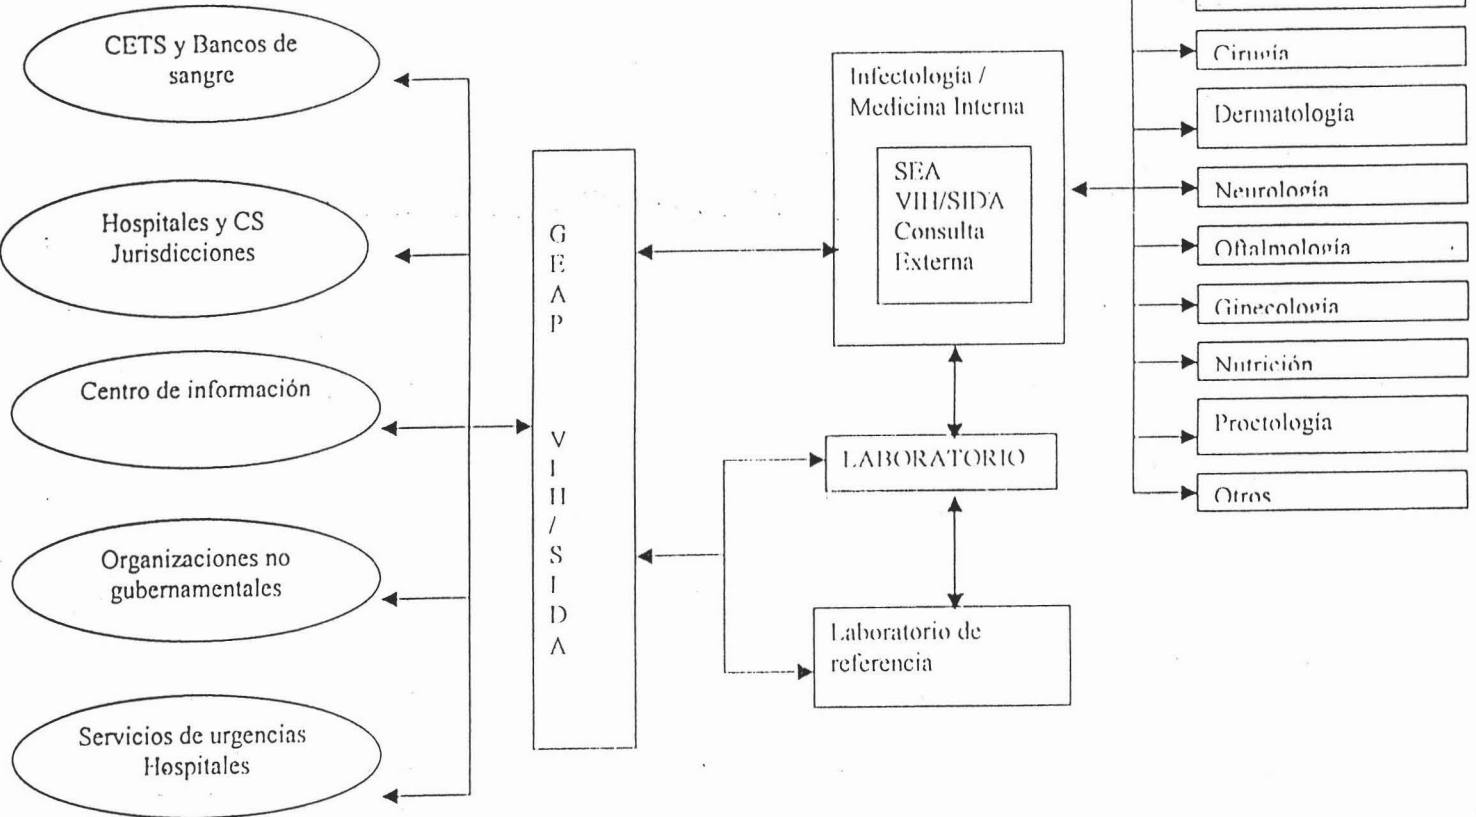 CETS y Bancos de
sangre
Hospitales y CS
Jurisdicciones
Centro de información
Organizaciones no
gubernamentales
Servicios de urgencias
Hospitales
G
E
A
P
V
I
H
/
S
I
D
A
Infectología /
Medicina Interna
SEA
VIH/SIDA
Consulta
Externa
LABORATORIO
Laboratorio de
referencia
Cirugía
Dermatología
Neurología
Oftalmología
Ginecología
Nutrición
Proctología
Otros